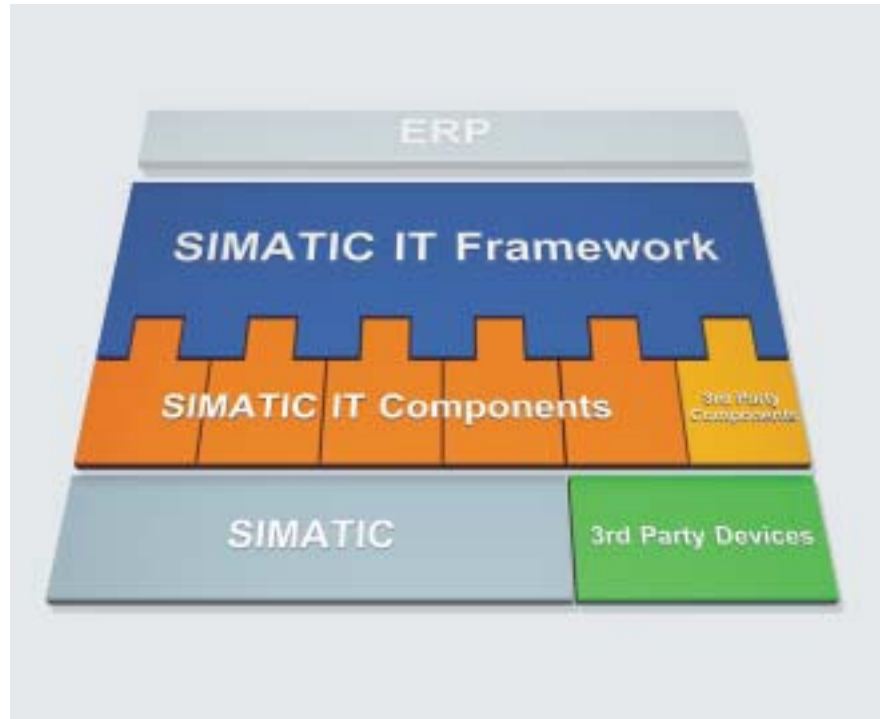 ERP
SIMATIC IT Framework
SIMATIC IT Components
3rd Party
Components
SIMATIC
3rd Party Devices